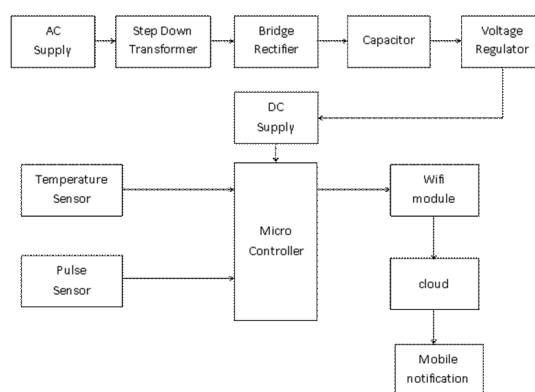 AC
Supply
Step Down
Transformer
Bridge
Rectifier
Capacitor
Voltage
Regulator
DC
Supply
Temperature
Sensor
Micro
Controller
Wifi
module
Pulse
Sensor
cloud
Mobile
notification